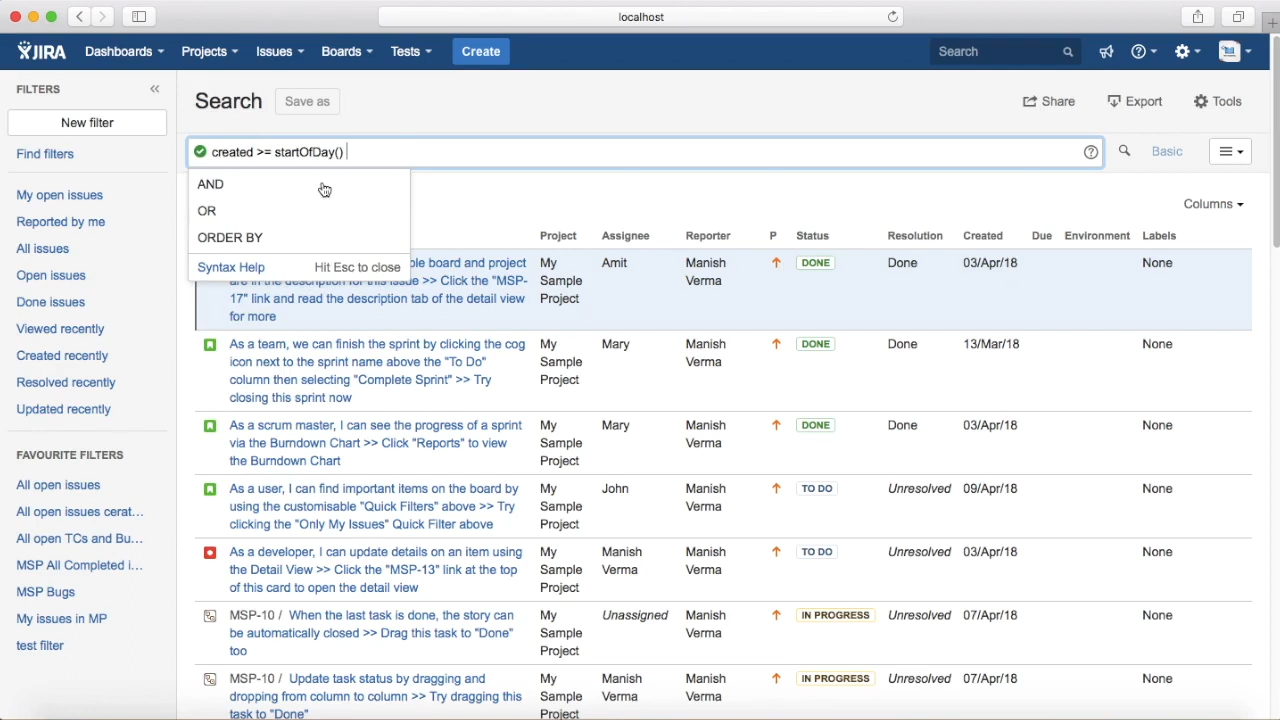 localhost
JIRA Dashboards Projects Issues Boards Tests Create Search
FILTERS
New filter
Find filters
My open issues
Reported by me
All issues
Open issues
Done issues
Viewed recently
Created recently
Resolved recently
Updated recently
FAVOURITE FILTERS
All open issues
All open issues cerat...
All open TCs and Bu...
MSP All Completed i...
MSP Bugs
My issues in MP
test filter
Search Save as Share Export Tools
created >= startOfDay() Basic
AND
OR
ORDER BY
Syntax Help Hit Esc to close
Columns
Project Assignee Reporter P Status Resolution Created Due Environment Labels
ple board and project My Amit Manish DONE Done 03/Apr/18 None
are in the description for this issue >> Click the "MSP- Sample Verma
17" link and read the description tab of the detail view Project
for more
As a team, we can finish the sprint by clicking the cog My Mary Manish DONE Done 13/Mar/18 None
icon next to the sprint name above the "To Do" Sample Verma
column then selecting "Complete Sprint" >> Try Project
closing this sprint now
As a scrum master, I can see the progress of a sprint My Mary Manish DONE Done 03/Apr/18 None
via the Burndown Chart >> Click "Reports" to view Sample Verma
the Burndown Chart Project
As a user, I can find important items on the board by My John Manish TO DO Unresolved 09/Apr/18 None
using the customisable "Quick Filters" above >> Try Sample Verma
clicking the "Only My Issues" Quick Filter above Project
As a developer, I can update details on an item using My Manish Manish TO DO Unresolved 03/Apr/18 None
the Detail View >> Click the "MSP-13" link at the top Sample Verma Verma
of this card to open the detail view Project
MSP-10 / When the last task is done, the story can My Unassigned Manish IN PROGRESS Unresolved 07/Apr/18 None
be automatically closed >> Drag this task to "Done" Sample Verma
too Project
MSP-10 / Update task status by dragging and My Manish Manish IN PROGRESS Unresolved 07/Apr/18 None
dropping from column to column >> Try dragging this Sample Verma Verma
task to "Done" Project